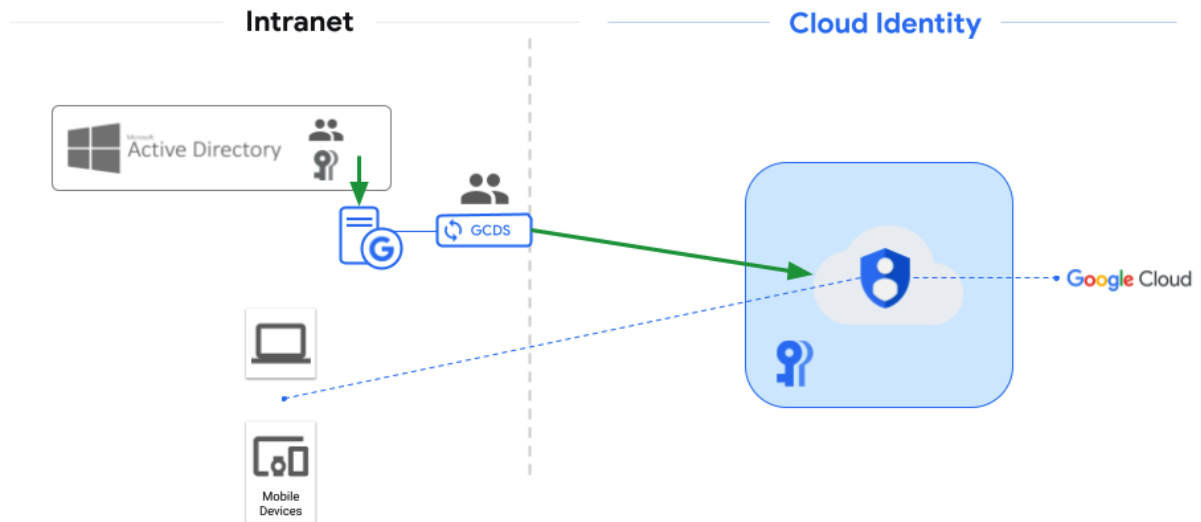 Intranet
Cloud Identity
Microsoft
Active Directory
GCDS
G
Google Cloud
Mobile
Devices